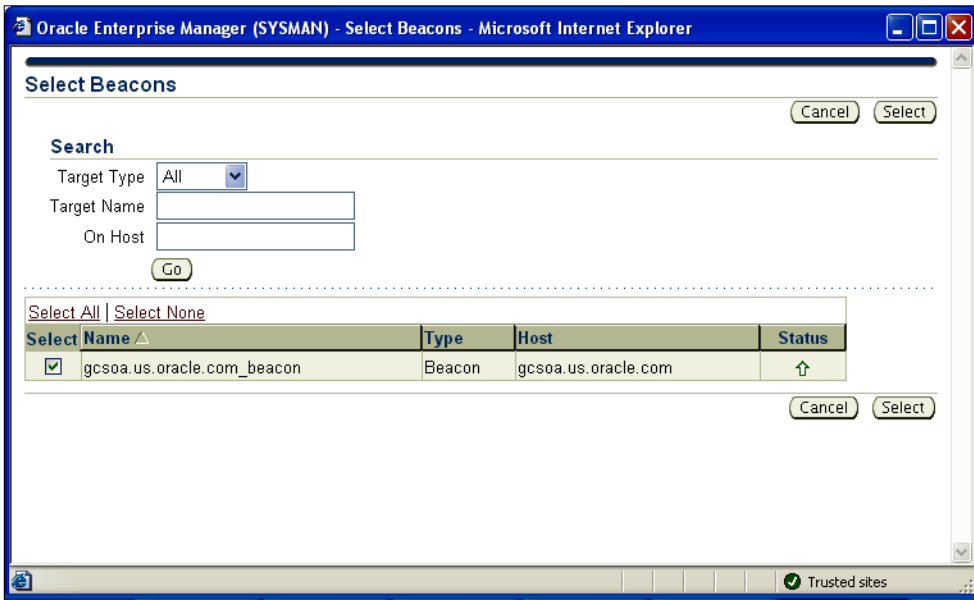 Oracle Enterprise Manager (SYSMAN) - Select Beacons - Microsoft Internet Explorer
Select Beacons
Cancel Select
Search
Target Type All
Target Name
On Host
Go
Select All | Select None
Select Name Type Host Status
gcsoa.us.oracle.com_beacon Beacon gcsoa.us.oracle.com
Cancel Select
Trusted sites